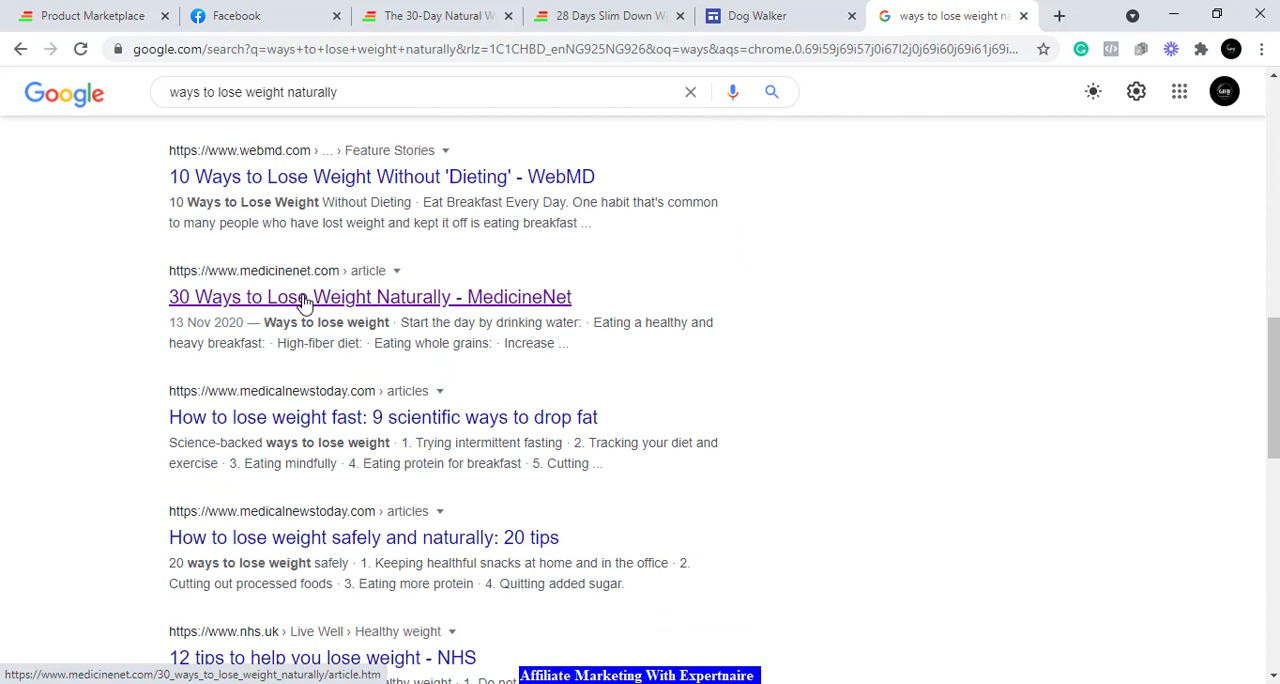 Product Marketplace
Facebook
The 30-Day Natural W
28 Days Slim Down W
Dog Walker
ways to lose weight na
google.com/search?q=ways+to+lose+weight+naturally&rlz=1C1CHBD_enNG925NG926&oq=ways&aqs=chrome.0.69i59j69i57j0i67l2j0j69i60j69i61j69i...
Google
ways to lose weight naturally
https://www.webmd.com › ... › Feature Stories
10 Ways to Lose Weight Without 'Dieting' - WebMD
10 Ways to Lose Weight Without Dieting · Eat Breakfast Every Day. One habit that's common
to many people who have lost weight and kept it off is eating breakfast ...
https://www.medicinenet.com › article
30 Ways to Lose Weight Naturally - MedicineNet
13 Nov 2020 — Ways to lose weight · Start the day by drinking water: · Eating a healthy and
heavy breakfast: · High-fiber diet: · Eating whole grains: · Increase ...
https://www.medicalnewstoday.com › articles
How to lose weight fast: 9 scientific ways to drop fat
Science-backed ways to lose weight · 1. Trying intermittent fasting · 2. Tracking your diet and
exercise · 3. Eating mindfully · 4. Eating protein for breakfast · 5. Cutting ...
https://www.medicalnewstoday.com › articles
How to lose weight safely and naturally: 20 tips
20 ways to lose weight safely · 1. Keeping healthful snacks at home and in the office · 2.
Cutting out processed foods · 3. Eating more protein · 4. Quitting added sugar.
https://www.nhs.uk › Live Well › Healthy weight
12 tips to help you lose weight - NHS
https://www.medicinenet.com/30_ways_to_lose_weight_naturally/article.htm
Affiliate Marketing With Expertnaire